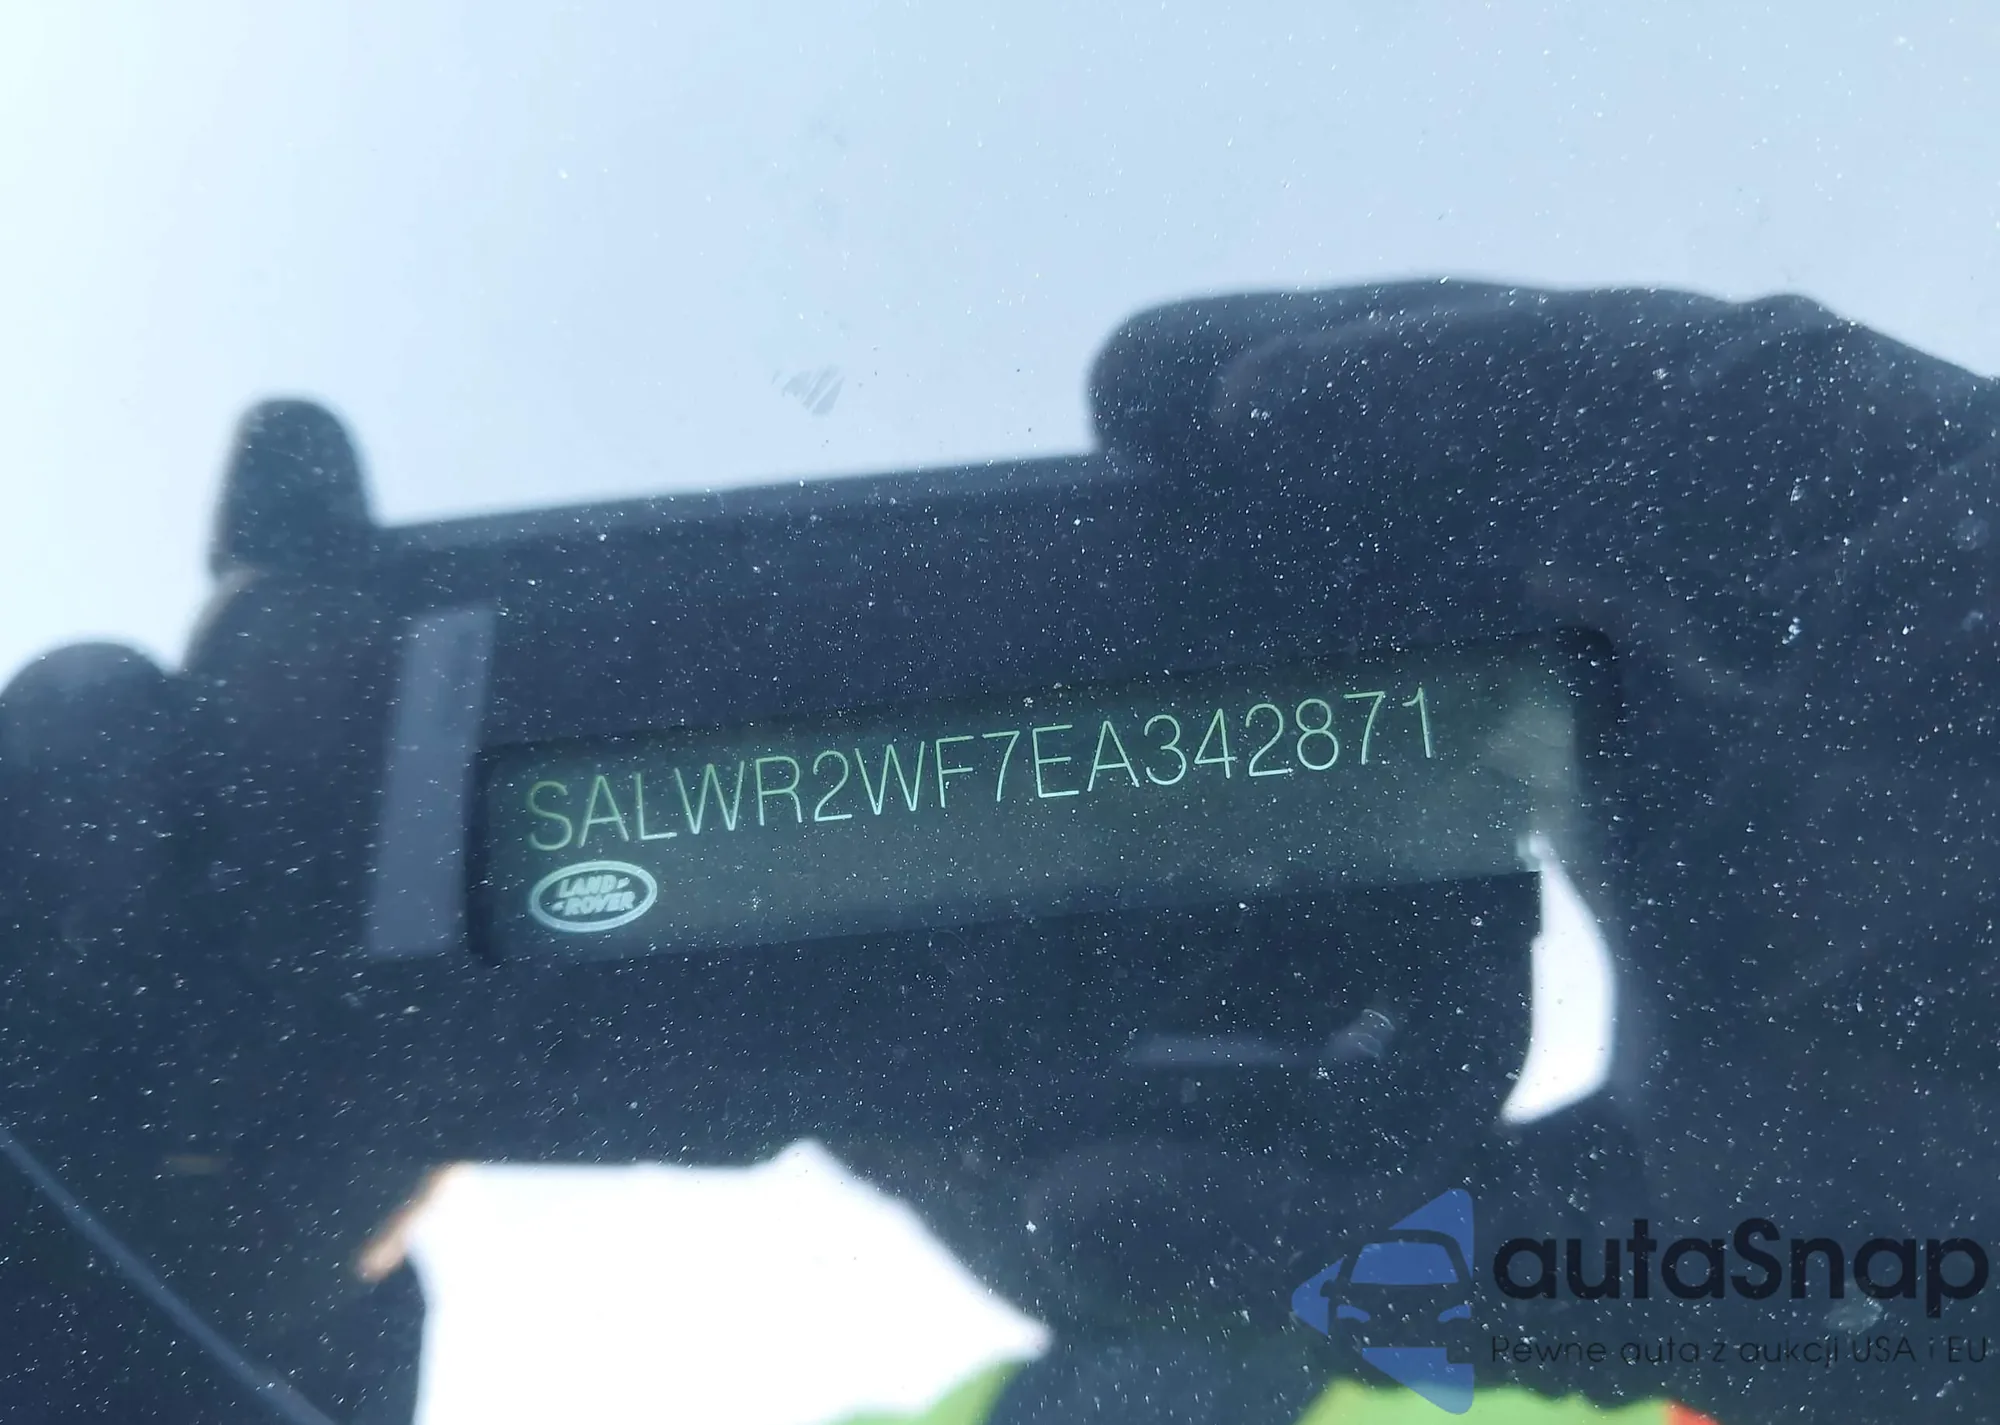 SALWR2WF7EA342871
LAND
ROVER
autaSnap
Pewne auta z aukcji USA i EU